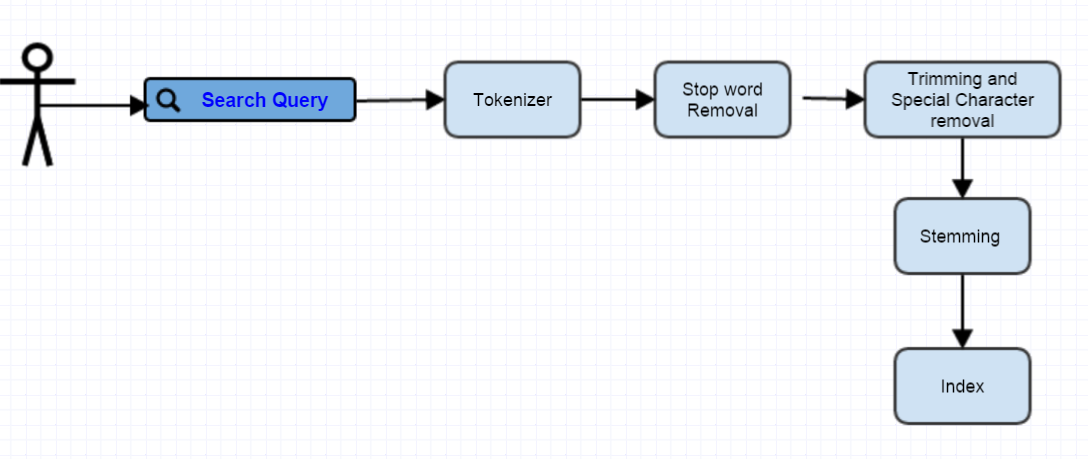 Search Query
Tokenizer
Stop word
Removal
Trimming and
Special Character
removal
Stemming
Index